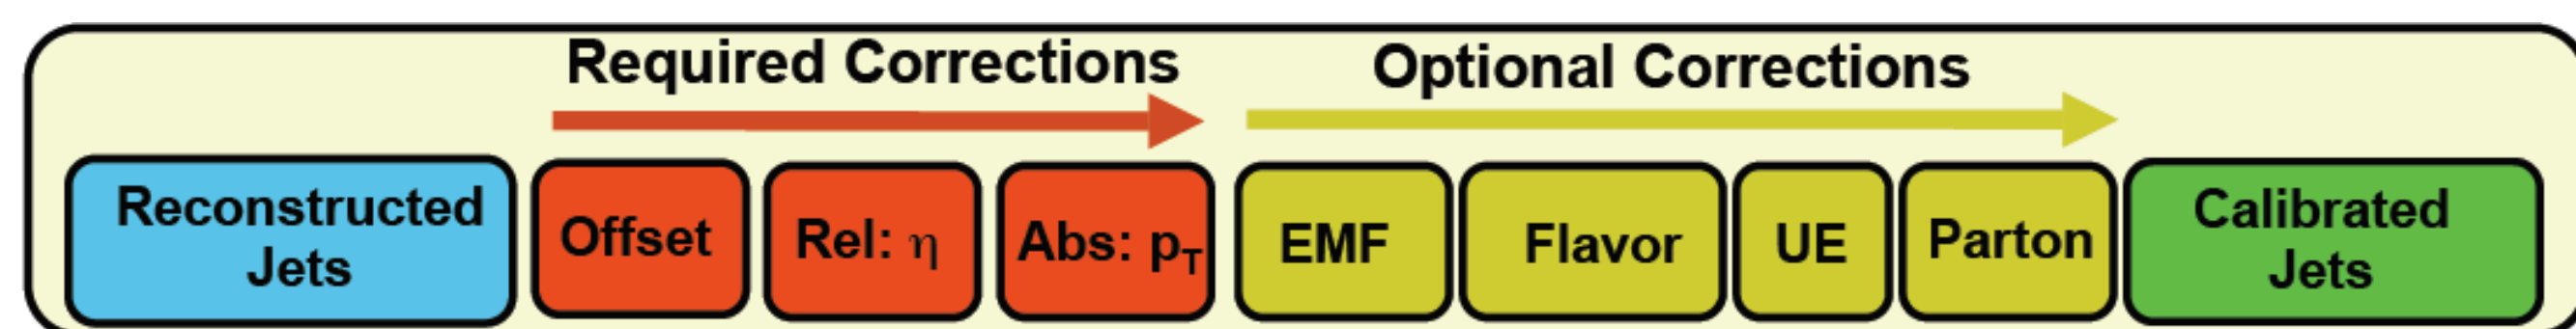 Required Corrections
Optional Corrections
Reconstructed
Jets
Offset
Rel: η
Abs: pT
EMF
Flavor
UE
Parton
Calibrated
Jets